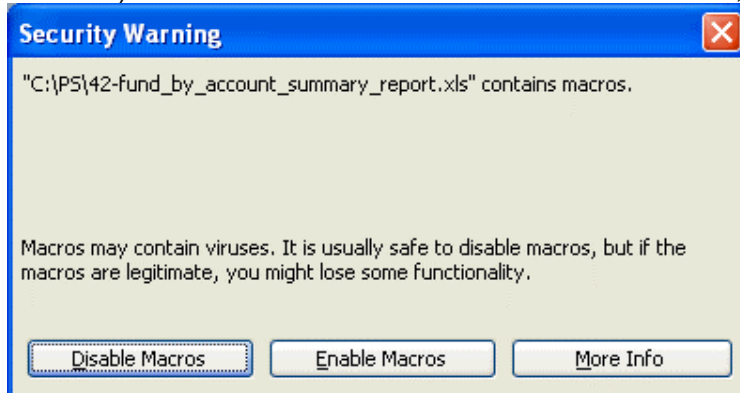 Security Warning
"C:\PS\42-fund_by_account_summary_report.xls" contains macros.
Macros may contain viruses. It is usually safe to disable macros, but if the
macros are legitimate, you might lose some functionality.
Disable Macros
Enable Macros
More Info